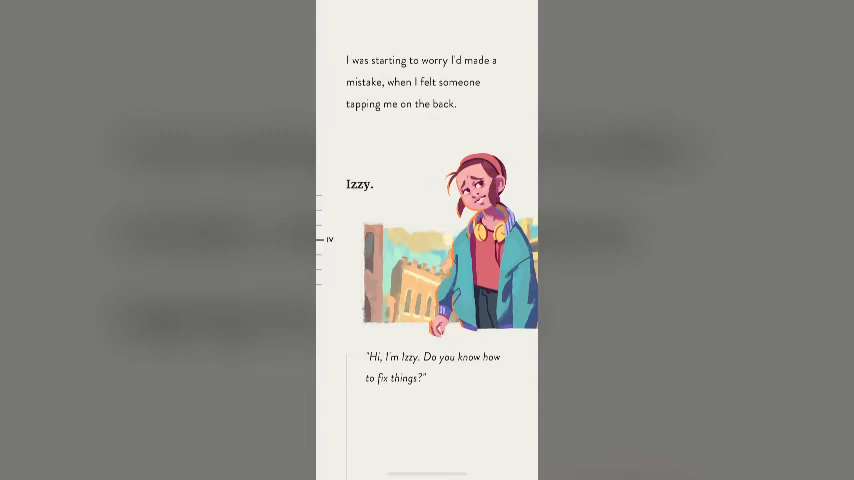 I was starting to worry I'd made a
mistake, when I felt someone
tapping me on the back.
Izzy.
IV
"Hi, I'm Izzy. Do you know how
to fix things?"